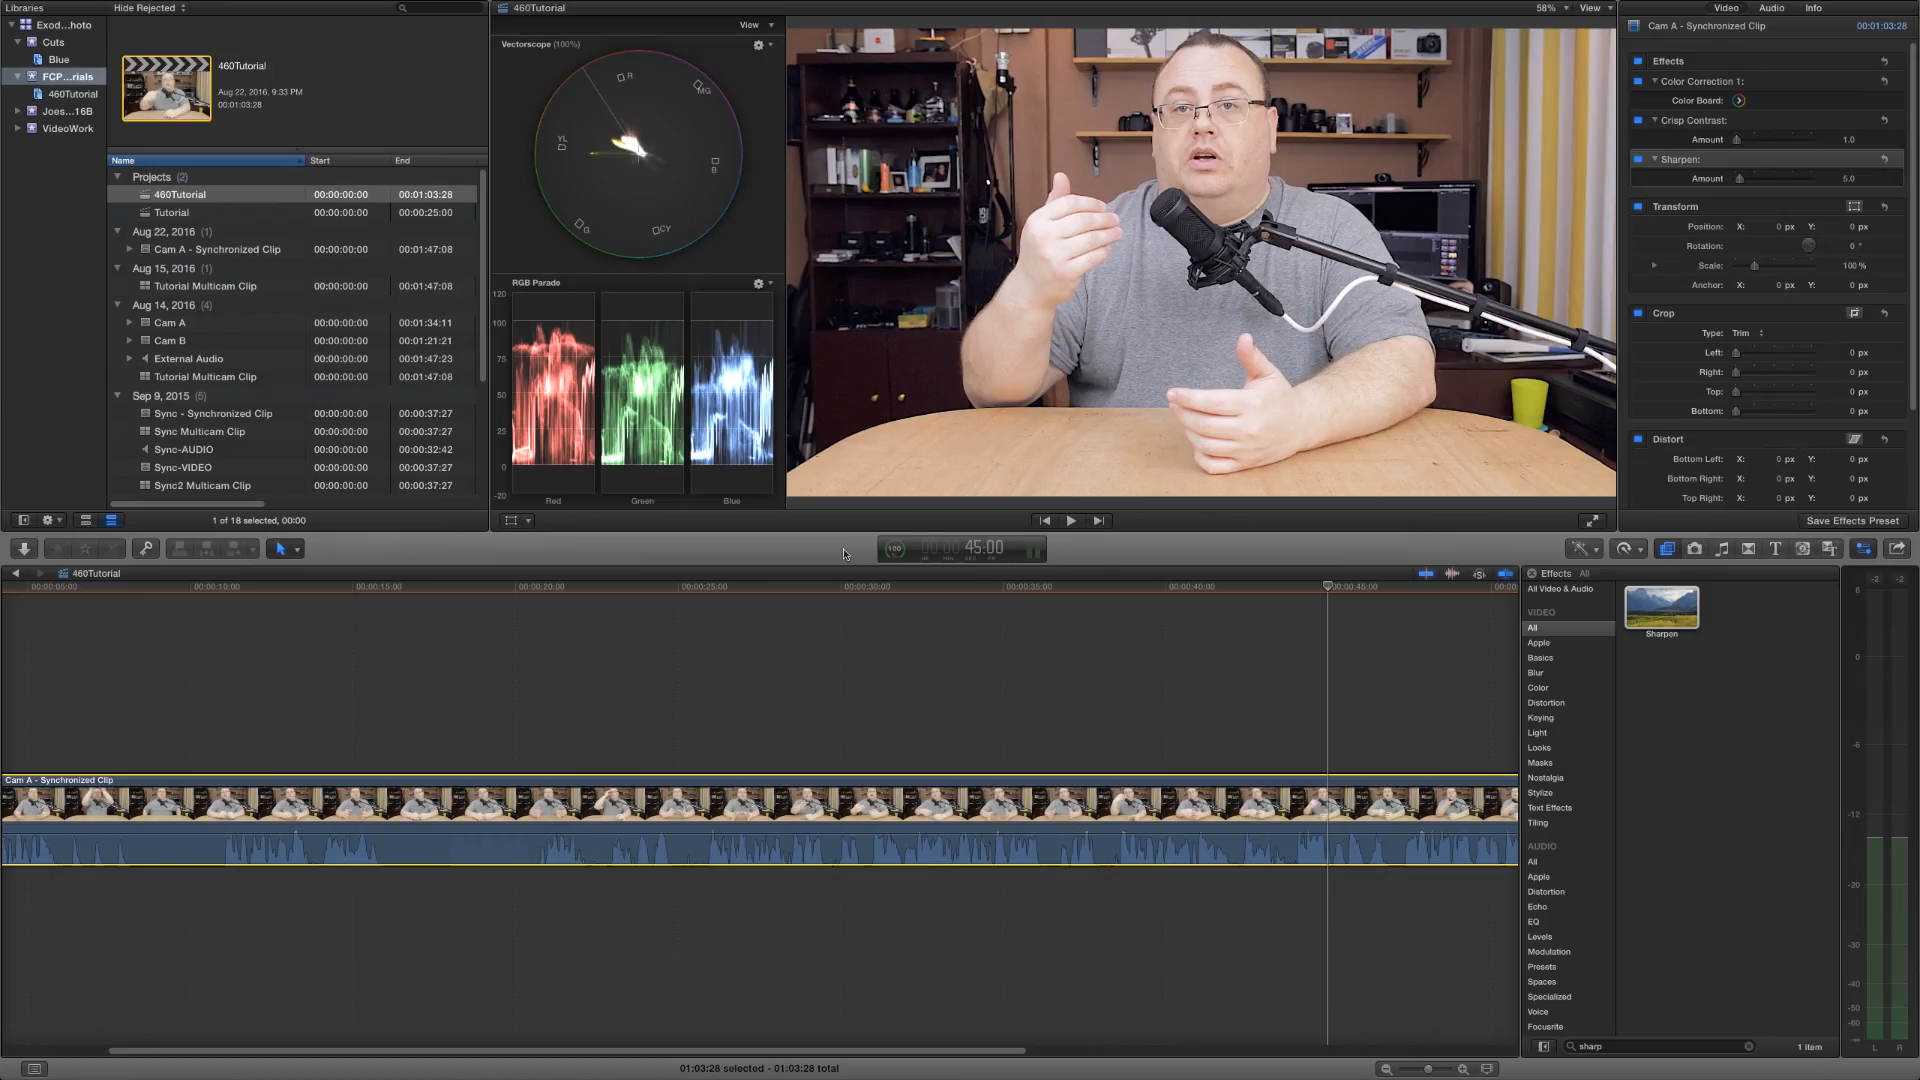 Libraries
Hide Rejected
460Tutorial
58%
View
Video
Audio
Info
Exod...hoto
Cuts
Blue
FCP...rials
460Tutorial
Joes...16B
VideoWork
460Tutorial
Aug 22, 2016, 9:33 PM
00:01:03:28
Name
Start
End
Projects (2)
460Tutorial 00:00:00:00 00:01:03:28
Tutorial 00:00:00:00 00:00:25:00
Aug 22, 2016 (1)
Cam A - Synchronized Clip 00:00:00:00 00:01:47:08
Aug 15, 2016 (1)
Tutorial Multicam Clip 00:00:00:00 00:01:47:08
Aug 14, 2016 (4)
Cam A 00:00:00:00 00:01:34:11
Cam B 00:00:00:00 00:01:21:21
External Audio 00:00:00:00 00:01:47:23
Tutorial Multicam Clip 00:00:00:00 00:01:47:08
Sep 9, 2015 (5)
Sync - Synchronized Clip 00:00:00:00 00:00:37:27
Sync Multicam Clip 00:00:00:00 00:00:37:27
Sync-AUDIO 00:00:00:00 00:00:32:42
Sync-VIDEO 00:00:00:00 00:00:37:27
Sync2 Multicam Clip 00:00:00:00 00:00:37:27
1 of 18 selected, 00:00
View
Vectorscope (100%)
R
MG
YL
B
G
CY
RGB Parade
120
100
75
50
25
0
-20
Red
Green
Blue
Cam A - Synchronized Clip
00:01:03:28
Effects
Color Correction 1:
Color Board:
Crisp Contrast:
Amount 1.0
Sharpen:
Amount 5.0
Transform
Position: X: 0 px Y: 0 px
Rotation: 0 °
Scale: 100 %
Anchor: X: 0 px Y: 0 px
Crop
Type: Trim
Left: 0 px
Right: 0 px
Top: 0 px
Bottom: 0 px
Distort
Bottom Left: X: 0 px Y: 0 px
Bottom Right: X: 0 px Y: 0 px
Top Right: X: 0 px Y: 0 px
Save Effects Preset
100
45:00
460Tutorial
00:00:05:00
00:00:10:00
00:00:15:00
00:00:20:00
00:00:25:00
00:00:30:00
00:00:35:00
00:00:40:00
00:00:45:00
Cam A - Synchronized Clip
Effects All
All Video & Audio
VIDEO
All
Apple
Basics
Blur
Color
Distortion
Keying
Light
Looks
Masks
Nostalgia
Stylize
Text Effects
Tiling
AUDIO
All
Apple
Distortion
Echo
EQ
Levels
Modulation
Presets
Spaces
Specialized
Voice
Focusrite
Sharpen
sharp
1 item
-2 -2
6
0
-6
-12
-20
-30
-40
-50
-60
L R
01:03:28 selected - 01:03:28 total